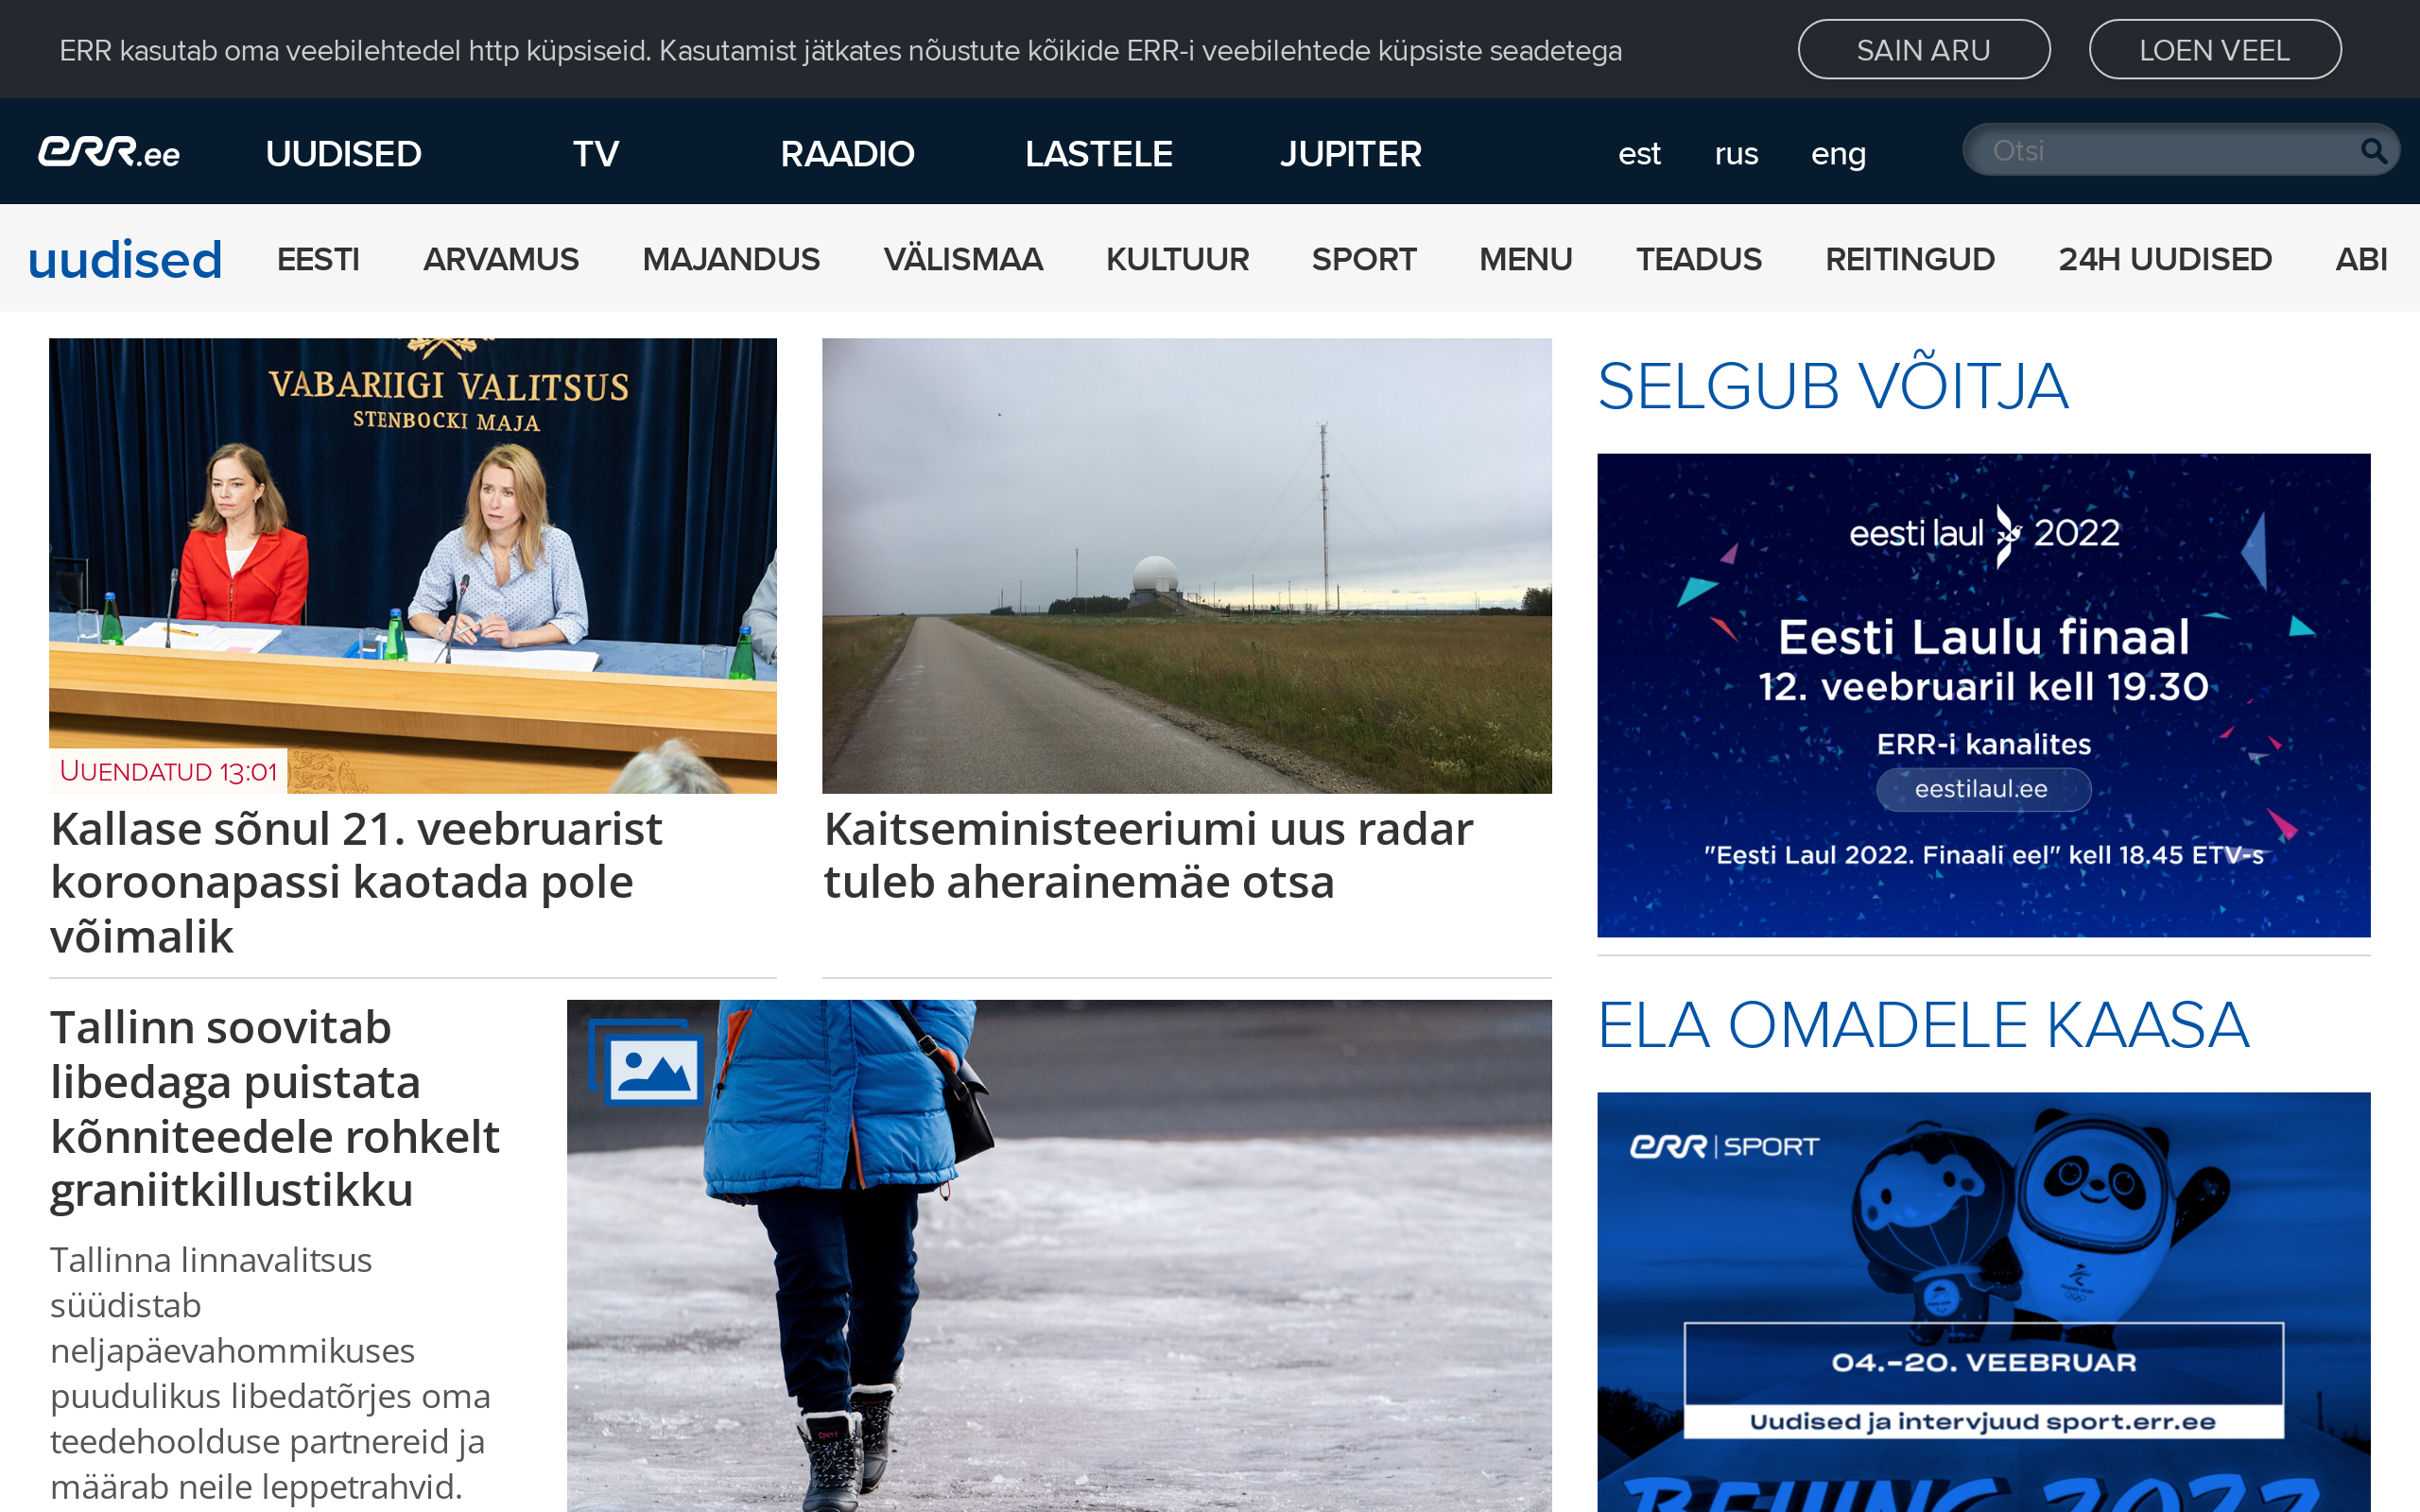 ERR kasutab oma veebilehtedel http küpsiseid. Kasutamist jätkates nõustute kõikide ERR-i veebilehtede küpsiste seadetega
SAIN ARU
LOEN VEEL
err.ee
UUDISED
TV
RAADIO
LASTELE
JUPITER
est
rus
eng
Otsi
uudised
EESTI
ARVAMUS
MAJANDUS
VÄLISMAA
KULTUUR
SPORT
MENU
TEADUS
REITINGUD
24H UUDISED
ABI
VABARIIGI VALITSUS
STENBOCKI MAJA
UUENDATUD 13:01
Kallase sõnul 21. veebruarist
koroonapassi kaotada pole
võimalik
Kaitseministeeriumi uus radar
tuleb aherainemäe otsa
Tallinn soovitab
libedaga puistata
kõnniteedele rohkelt
graniitkillustikku
Tallinna linnavalitsus
süüdistab
neljapäevahommikuses
puudulikus libedatõrjes oma
teedehoolduse partnereid ja
määrab neile leppetrahvid.
SELGUB VÕITJA
eesti laul 2022
Eesti Laulu finaal
12. veebruaril kell 19.30
ERR-i kanalites
eestilaul.ee
"Eesti Laul 2022. Finaali eel" kell 18.45 ETV-s
ELA OMADELE KAASA
err SPORT
04.–20. VEEBRUAR
Uudised ja intervjuud sport.err.ee
BEIJING 2022